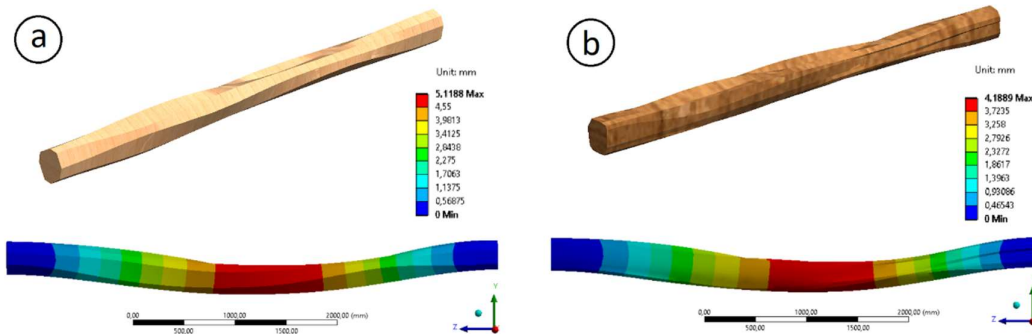 a
Unit: mm
5,1188 Max
4,55
3,9813
3,4125
2,8438
2,275
1,7063
1,1375
0,56875
0 Min
0,00 1000,00 2000,00 (mm)
500,00 1500,00
Y
Z
b
Unit: mm
4,1889 Max
3,7235
3,258
2,7926
2,3272
1,8617
1,3963
0,93086
0,46543
0 Min
0,00 1000,00 2000,00 (mm)
500,00 1500,00
Z